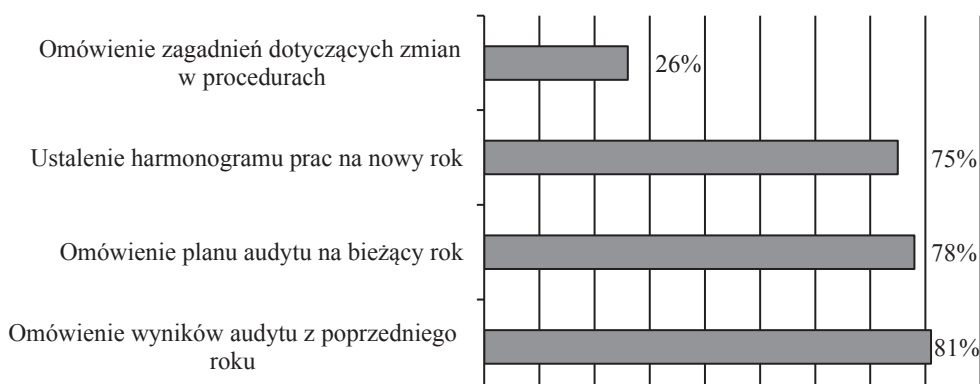 Omówienie zagadnień dotyczących zmian
w procedurach
26%
Ustalenie harmonogramu prac na nowy rok
75%
Omówienie planu audytu na bieżący rok
78%
Omówienie wyników audytu z poprzedniego
roku
81%